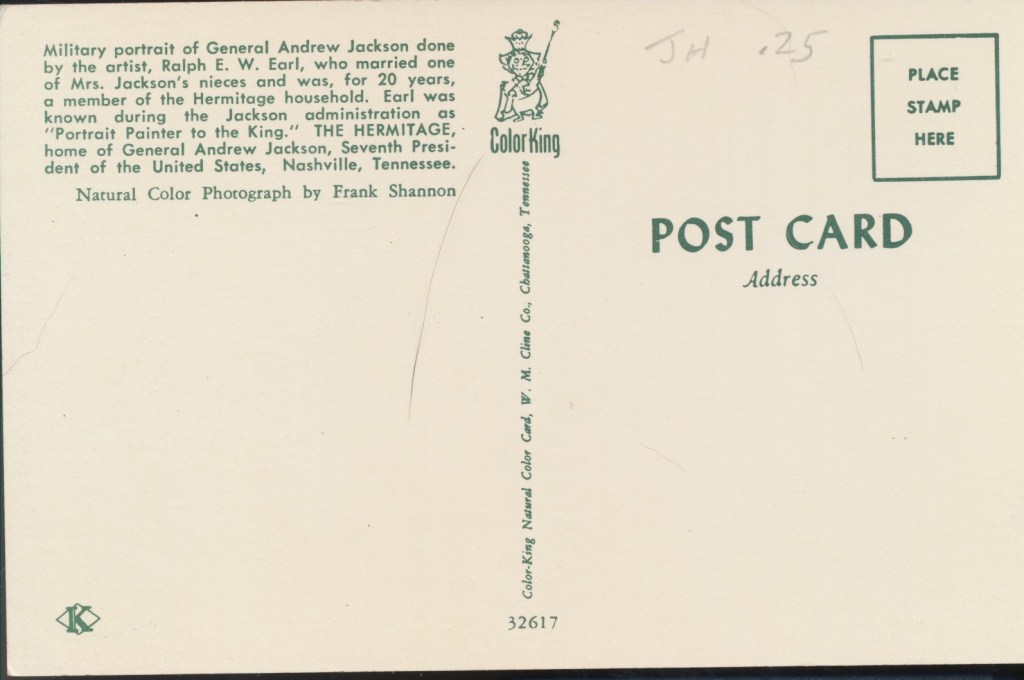 Military portrait of General Andrew Jackson done
by the artist, Ralph E. W. Earl, who married one
of Mrs. Jackson's nieces and was, for 20 years,
a member of the Hermitage household. Earl was
known during the Jackson administration as
"Portrait Painter to the King." THE HERMITAGE,
home of General Andrew Jackson, Seventh Presi-
dent of the United States, Nashville, Tennessee.
Natural Color Photograph by Frank Shannon
K
ColorKing
Color-King Natural Color Card, W. M. Cline Co., Chattanooga, Tennessee
32617
JH .25
PLACE
STAMP
HERE
POST CARD
Address